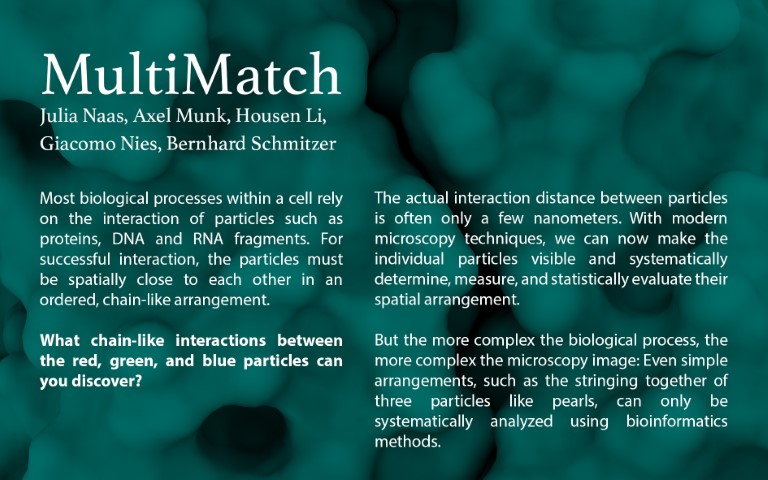 MultiMatch
Julia Naas, Axel Munk, Housen Li,
Giacomo Nies, Bernhard Schmitzer
Most biological processes within a cell rely
on the interaction of particles such as
proteins, DNA and RNA fragments. For
successful interaction, the particles must
be spatially close to each other in an
ordered, chain-like arrangement.
What chain-like interactions between
the red, green, and blue particles can
you discover?
The actual interaction distance between particles
is often only a few nanometers. With modern
microscopy techniques, we can now make the
individual particles visible and systematically
determine, measure, and statistically evaluate their
spatial arrangement.
But the more complex the biological process, the
more complex the microscopy image: Even simple
arrangements, such as the stringing together of
three particles like pearls, can only be
systematically analyzed using bioinformatics
methods.